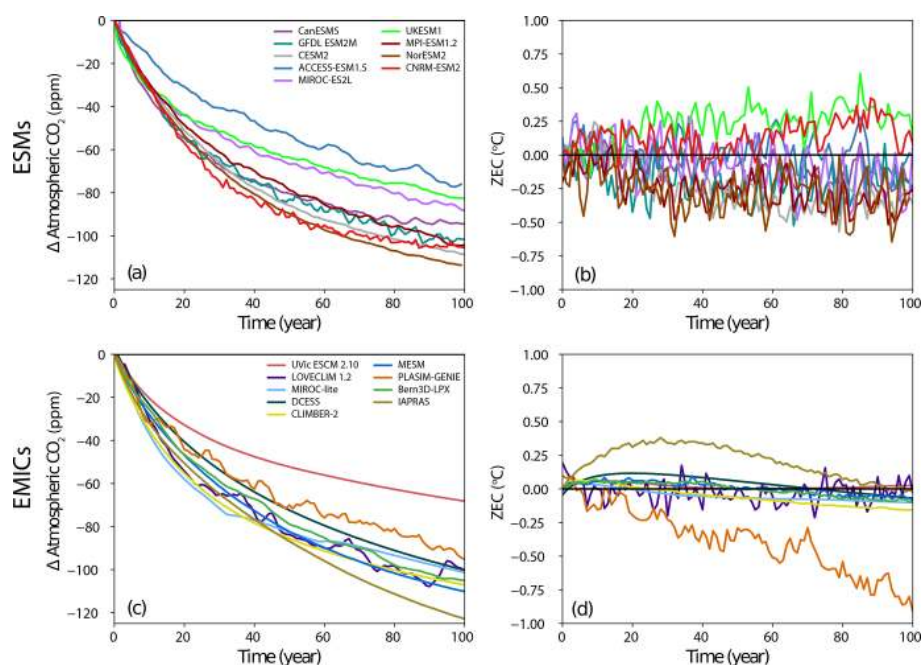 ESMs
Δ Atmospheric CO₂ (ppm)
0
−20
−40
−60
−80
−100
−120
CanESM5
GFDL ESM2M
CESM2
ACCESS-ESM1.5
MIROC-ES2L
UKESM1
MPI-ESM1.2
NorESM2
CNRM-ESM2
(a)
0 20 40 60 80 100
Time (year)
ZEC (°C)
1.00
0.75
0.50
0.25
0.00
−0.25
−0.50
−0.75
−1.00
(b)
0 20 40 60 80 100
Time (year)
EMICs
Δ Atmospheric CO₂ (ppm)
0
−20
−40
−60
−80
−100
−120
UVic ESCM 2.10
LOVECLIM 1.2
MIROC-lite
DCESS
CLIMBER-2
MESM
PLASIM-GENIE
Bern3D-LPX
IAPRAS
(c)
0 20 40 60 80 100
Time (year)
ZEC (°C)
1.00
0.75
0.50
0.25
0.00
−0.25
−0.50
−0.75
−1.00
(d)
0 20 40 60 80 100
Time (year)